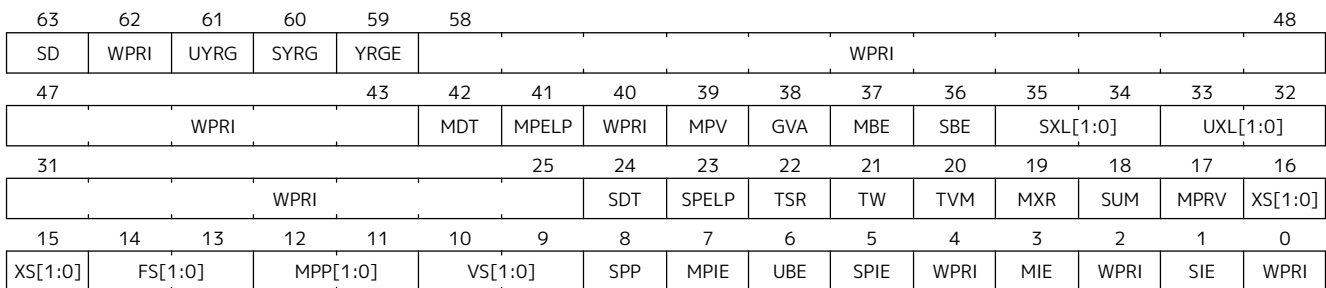 63 62 61 60 59 58 48
SD WPRI UYRG SYRG YRGE WPRI
47 43 42 41 40 39 38 37 36 35 34 33 32
WPRI MDT MPELP WPRI MPV GVA MBE SBE SXL[1:0] UXL[1:0]
31 25 24 23 22 21 20 19 18 17 16
WPRI SDT SPELP TSR TW TVM MXR SUM MPRV XS[1:0]
15 14 13 12 11 10 9 8 7 6 5 4 3 2 1 0
XS[1:0] FS[1:0] MPP[1:0] VS[1:0] SPP MPIE UBE SPIE WPRI MIE WPRI SIE WPRI